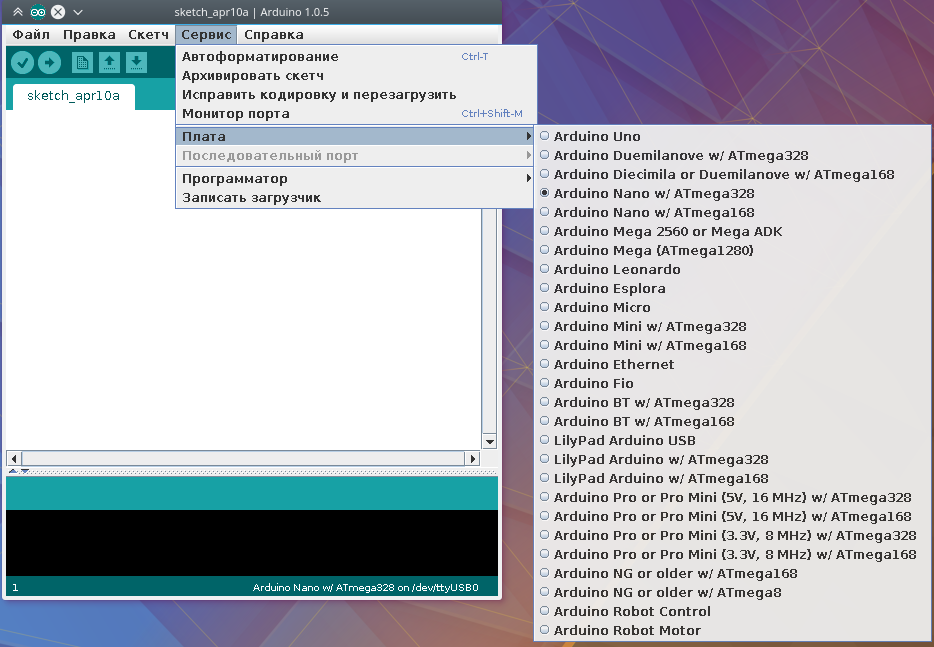 sketch_apr10a | Arduino 1.0.5
Файл Правка Скетч Сервис Справка
sketch_apr10a
Автоформатирование Ctrl-T
Архивировать скетч
Исправить кодировку и перезагрузить
Монитор порта Ctrl+Shift-M
Плата
Последовательный порт
Программатор
Записать загрузчик
Arduino Uno
Arduino Duemilanove w/ ATmega328
Arduino Diecimila or Duemilanove w/ ATmega168
Arduino Nano w/ ATmega328
Arduino Nano w/ ATmega168
Arduino Mega 2560 or Mega ADK
Arduino Mega (ATmega1280)
Arduino Leonardo
Arduino Esplora
Arduino Micro
Arduino Mini w/ ATmega328
Arduino Mini w/ ATmega168
Arduino Ethernet
Arduino Fio
Arduino BT w/ ATmega328
Arduino BT w/ ATmega168
LilyPad Arduino USB
LilyPad Arduino w/ ATmega328
LilyPad Arduino w/ ATmega168
Arduino Pro or Pro Mini (5V, 16 MHz) w/ ATmega328
Arduino Pro or Pro Mini (5V, 16 MHz) w/ ATmega168
Arduino Pro or Pro Mini (3.3V, 8 MHz) w/ ATmega328
Arduino Pro or Pro Mini (3.3V, 8 MHz) w/ ATmega168
Arduino NG or older w/ ATmega168
Arduino NG or older w/ ATmega8
Arduino Robot Control
Arduino Robot Motor
1 Arduino Nano w/ ATmega328 on /dev/ttyUSB0